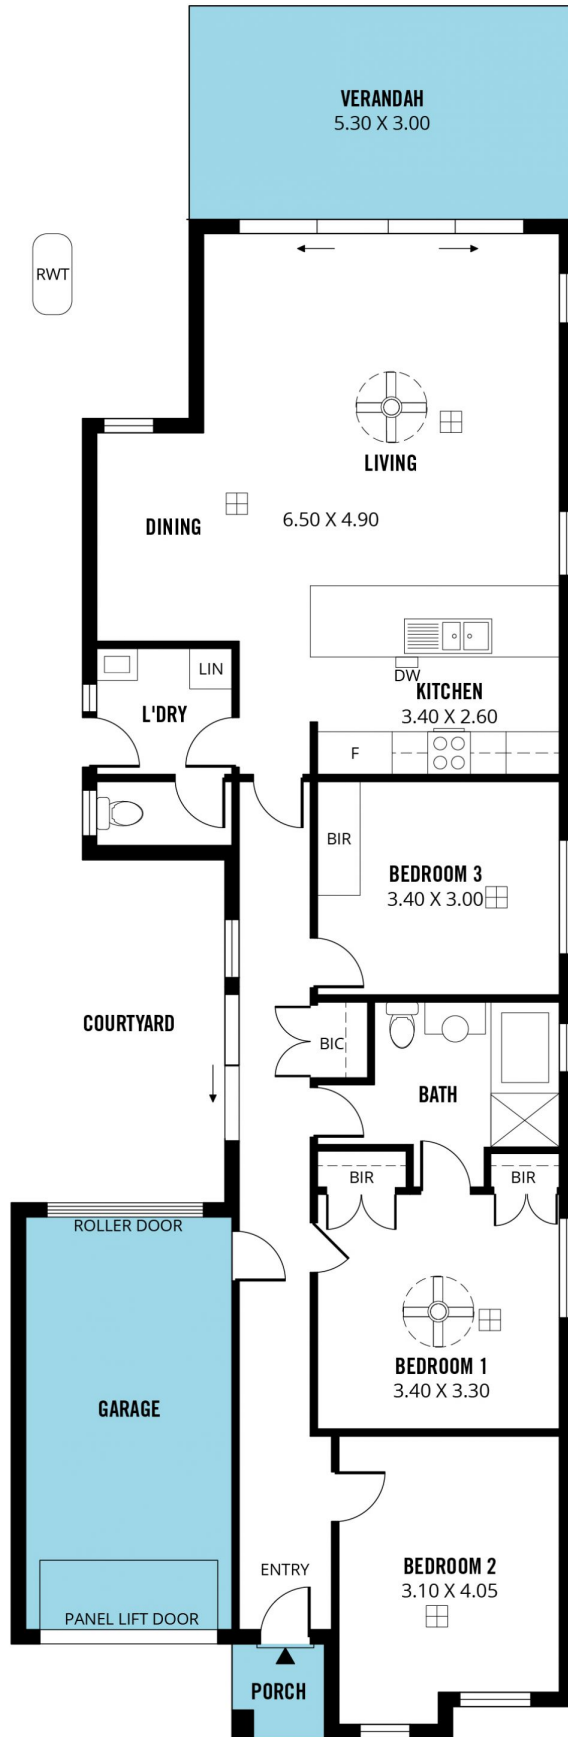 VERANDAH
5.30 X 3.00
RWT
LIVING
DINING
6.50 X 4.90
LIN
L'DRY
DW
KITCHEN
3.40 X 2.60
F
BIR
BEDROOM 3
3.40 X 3.00
COURTYARD
BIC
BATH
BIR
BIR
ROLLER DOOR
BEDROOM 1
3.40 X 3.30
GARAGE
ENTRY
BEDROOM 2
3.10 X 4.05
PANEL LIFT DOOR
PORCH